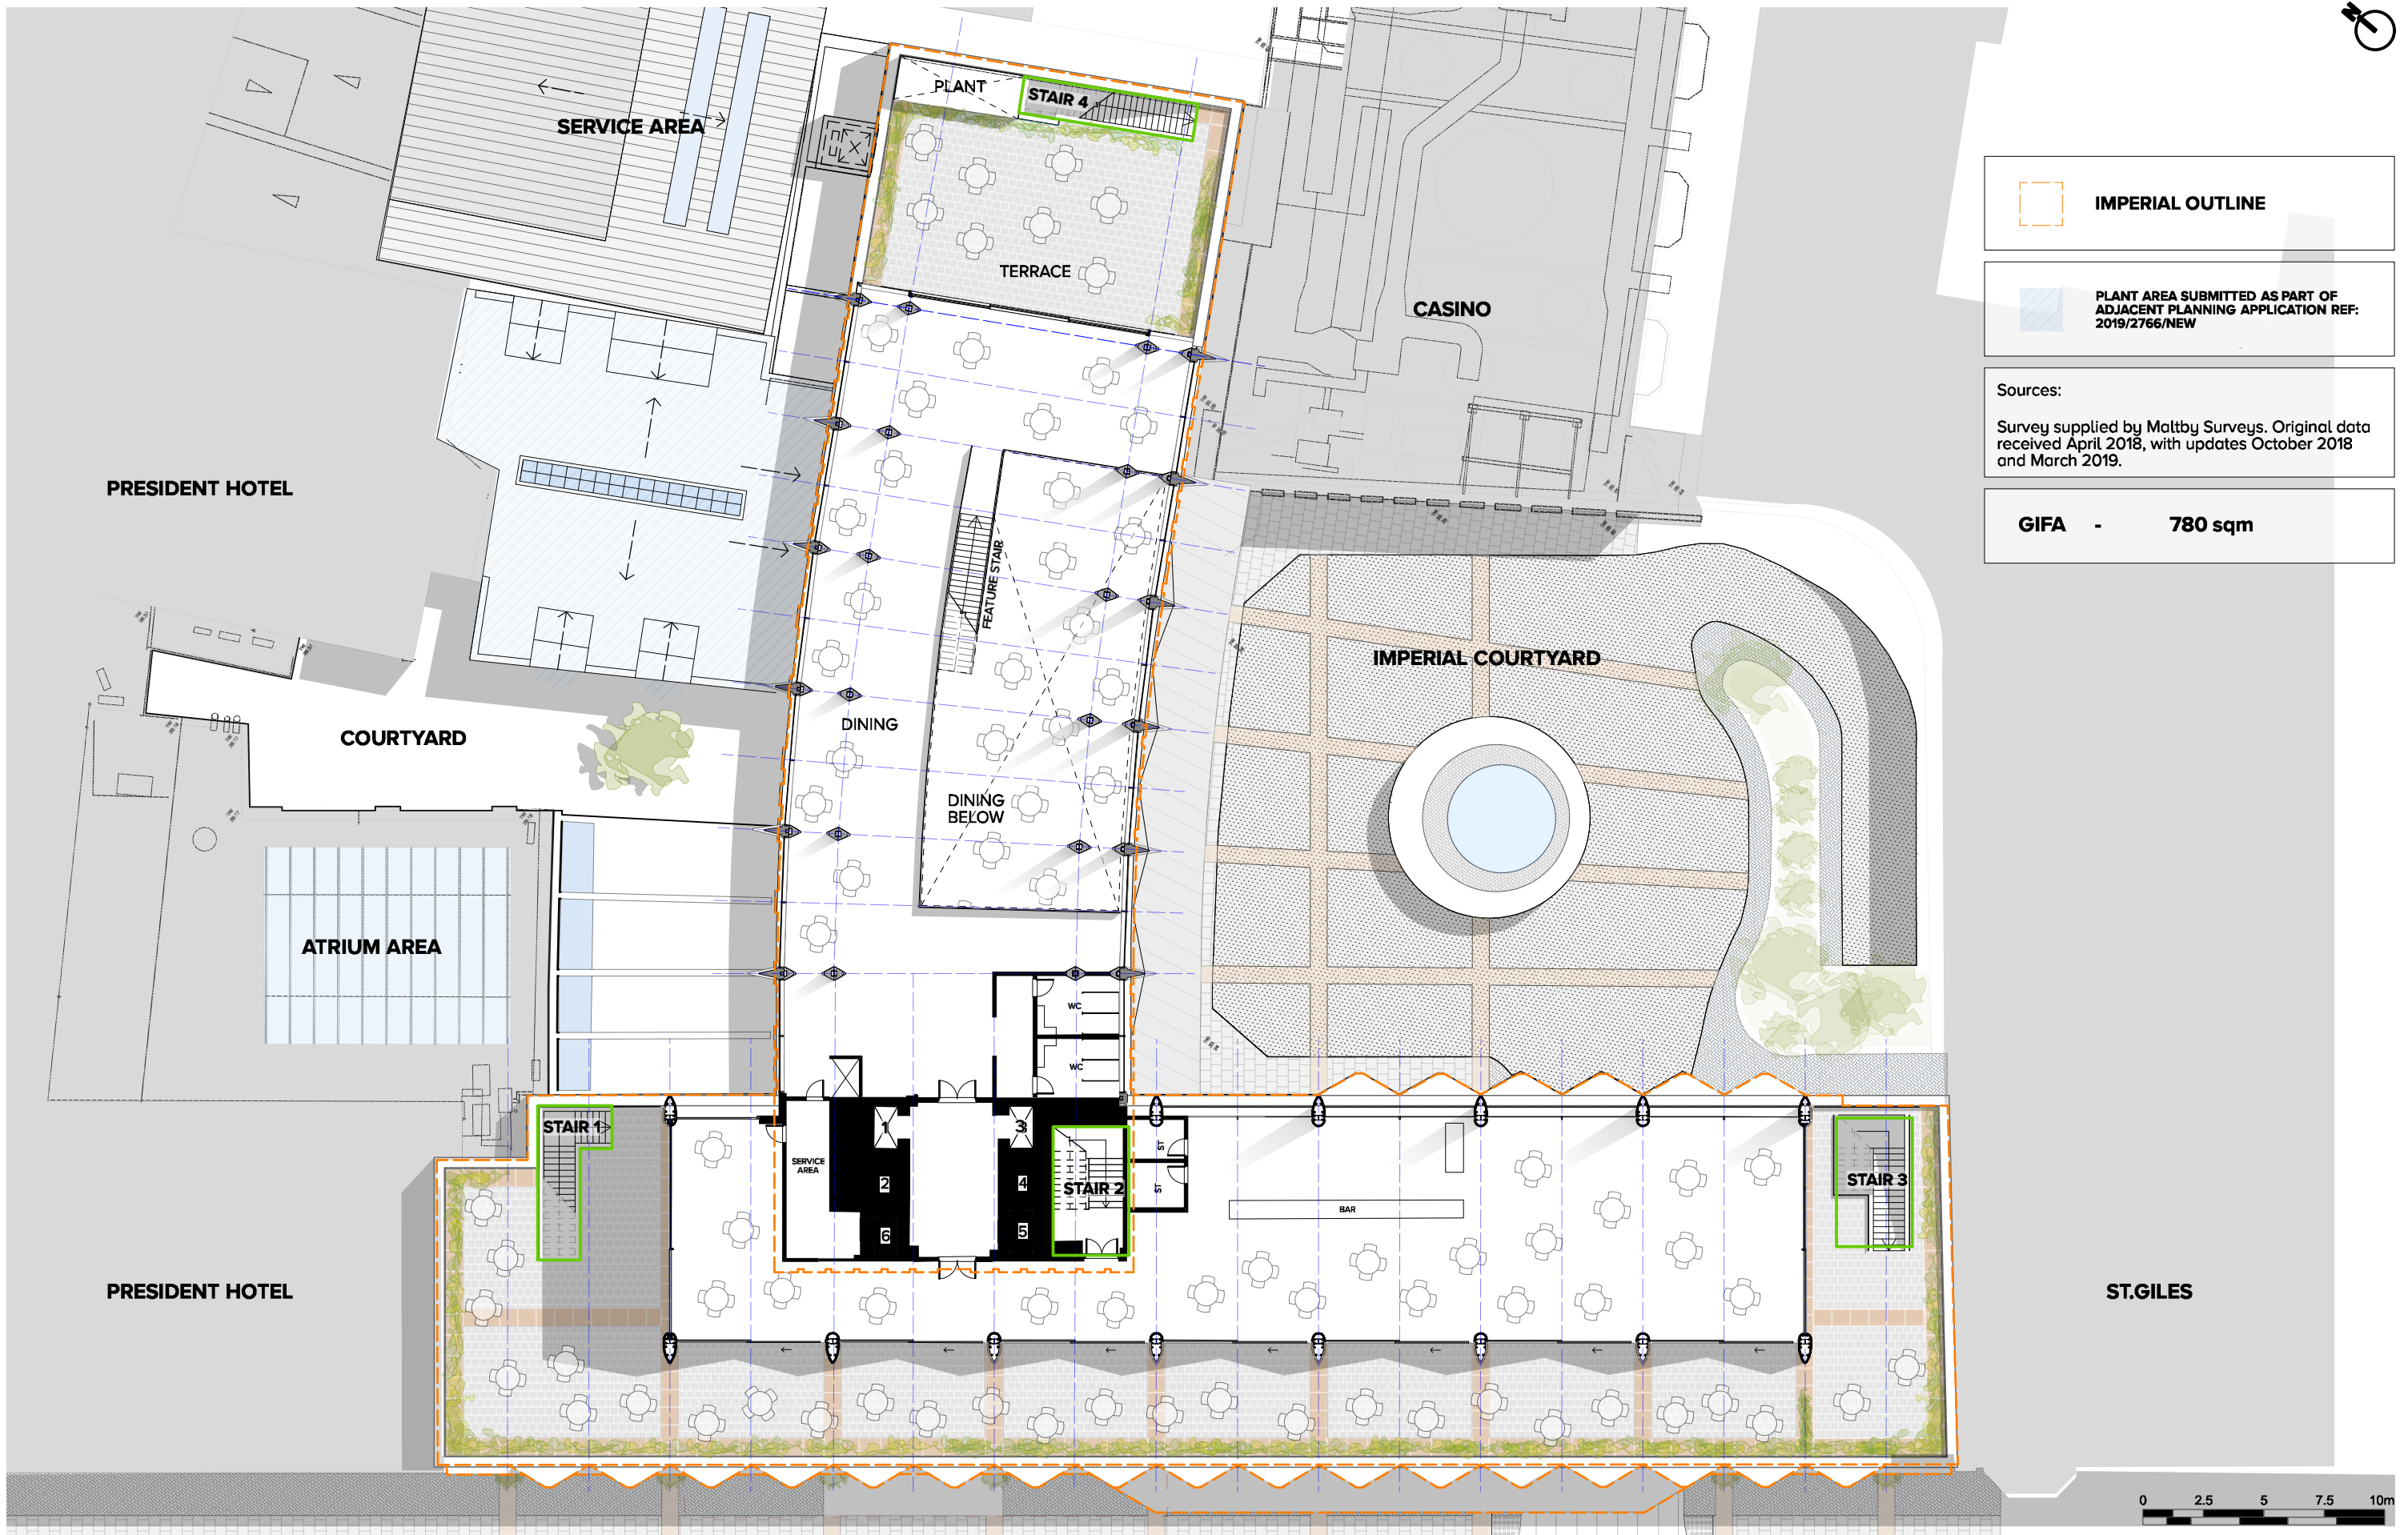 N
PLANT
STAIR 4
SERVICE AREA
TERRACE
CASINO
IMPERIAL OUTLINE
PLANT AREA SUBMITTED AS PART OF
ADJACENT PLANNING APPLICATION REF:
2019/2766/NEW
Sources:
Survey supplied by Maltby Surveys. Original data
received April 2018, with updates October 2018
and March 2019.
GIFA - 780 sqm
PRESIDENT HOTEL
FEATURE STAIR
IMPERIAL COURTYARD
DINING
COURTYARD
DINING
BELOW
ATRIUM AREA
WC
WC
STAIR 1
1
3
SERVICE
AREA
2
4
STAIR 2
ST
ST
STAIR 3
BAR
6
5
PRESIDENT HOTEL
ST.GILES
0 2.5 5 7.5 10m